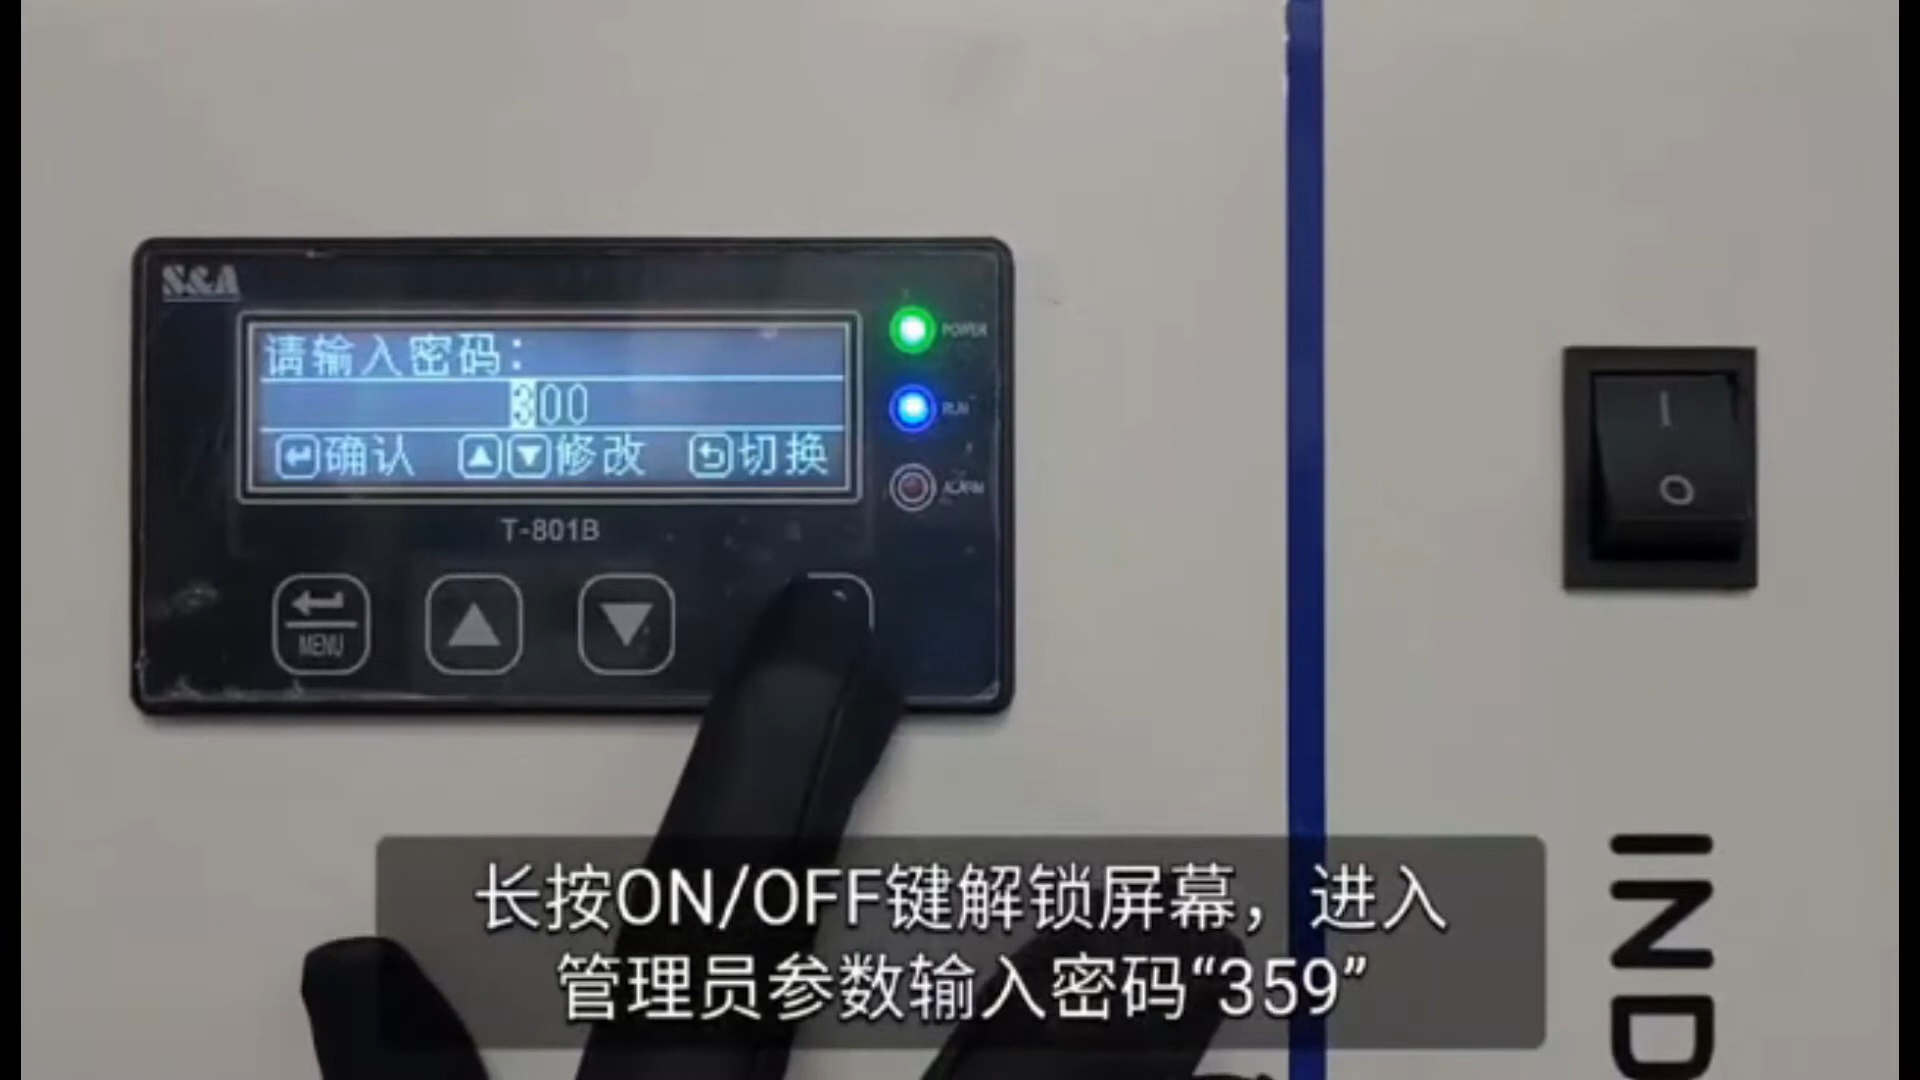 S&A
请输入密码：
300
确认 修改 切换
POWER
RUN
ALARM
T-801B
MENU
长按ON/OFF键解锁屏幕，进入
管理员参数输入密码“359”
IND